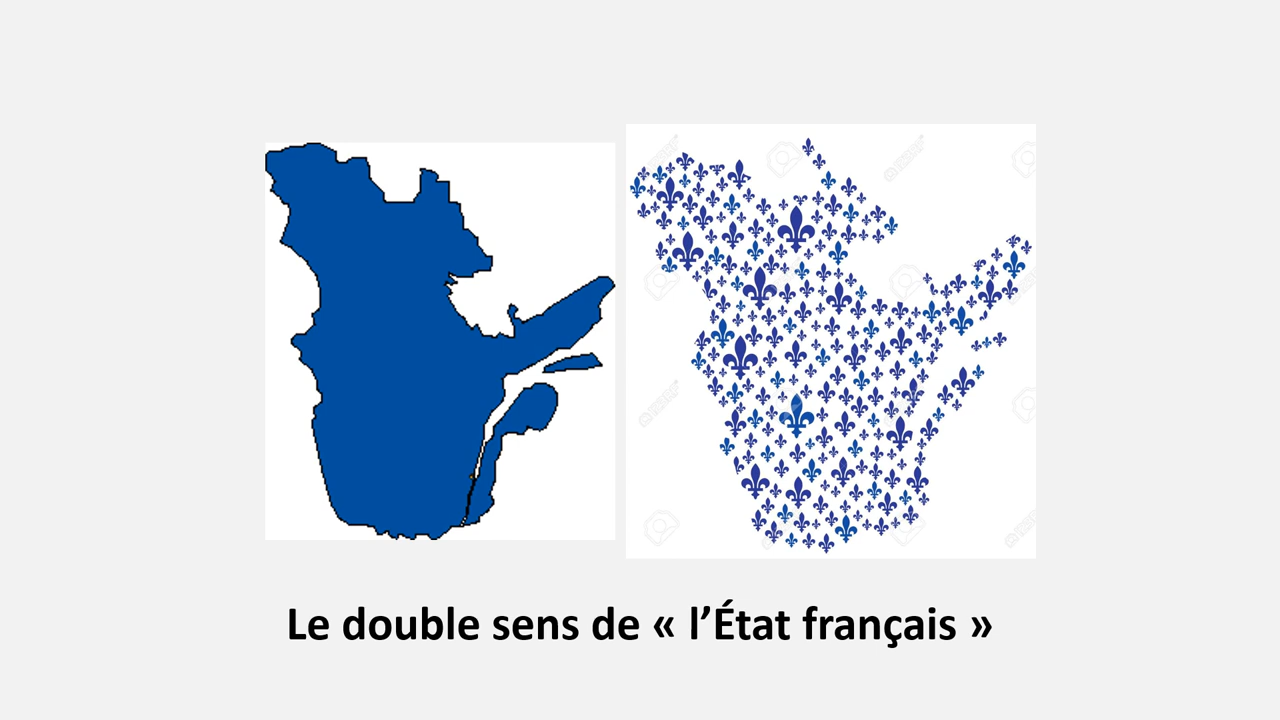 Le double sens de « l’État français »